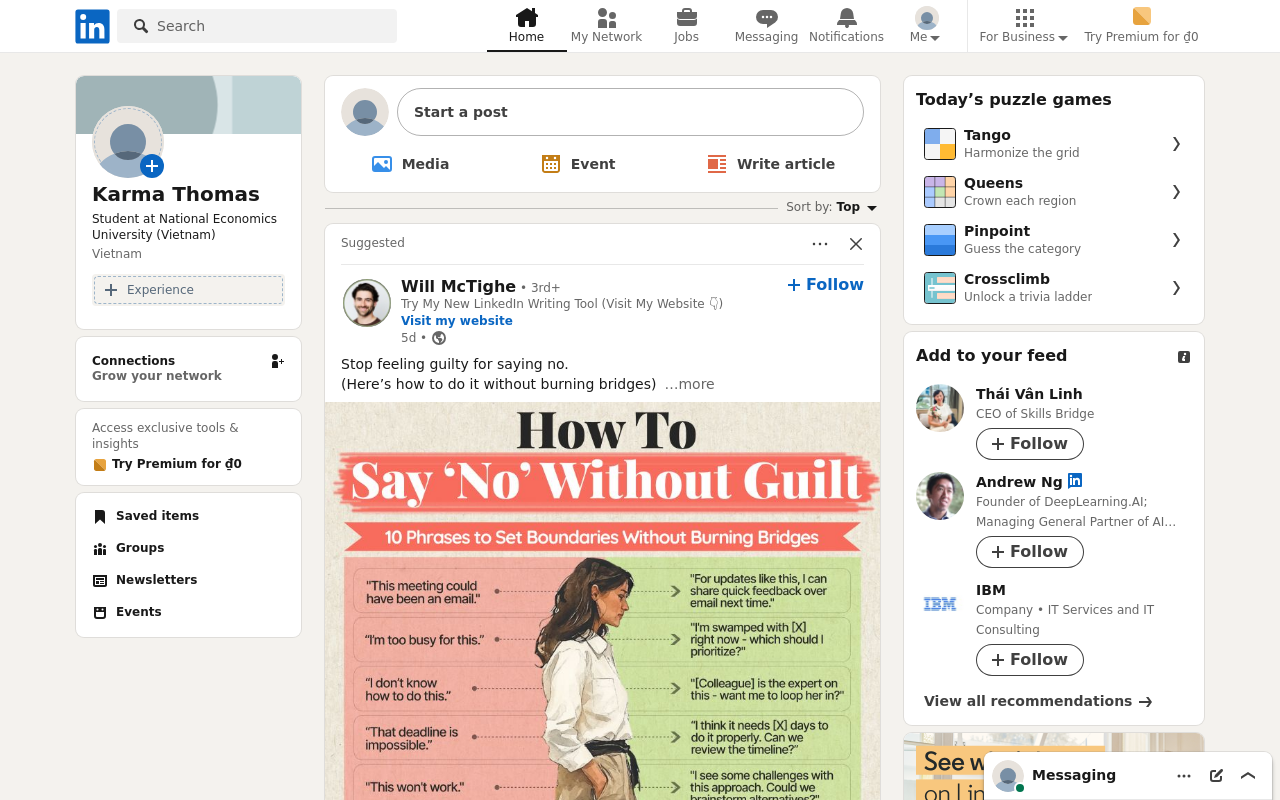 in
Search
Home
My Network
Jobs
Messaging
Notifications
Me
For Business
Try Premium for ₫0
Karma Thomas
Student at National Economics
University (Vietnam)
Vietnam
Experience
Connections
Grow your network
Access exclusive tools &
insights
Try Premium for ₫0
Saved items
Groups
Newsletters
Events
Start a post
Media
Event
Write article
Sort by: Top
Suggested
Will McTighe • 3rd+
Follow
Try My New LinkedIn Writing Tool (Visit My Website 👇)
Visit my website
5d •
Stop feeling guilty for saying no.
(Here’s how to do it without burning bridges) …more
How To
Say ‘No’ Without Guilt
10 Phrases to Set Boundaries Without Burning Bridges
"This meeting could
have been an email."
"For updates like this, I can
share quick feedback over
email next time."
"I'm too busy for this."
"I'm swamped with [X]
right now - which should I
prioritize?"
"I don't know
how to do this."
"[Colleague] is the expert on
this - want me to loop her in?"
"That deadline is
impossible."
"I think it needs [X] days to
do it properly. Can we
review the timeline?"
"This won't work."
"I see some challenges with
this approach. Could we
brainstorm alternatives?"
Today’s puzzle games
Tango
Harmonize the grid
Queens
Crown each region
Pinpoint
Guess the category
Crossclimb
Unlock a trivia ladder
Add to your feed
Thái Vân Linh
CEO of Skills Bridge
Follow
Andrew Ng in
Founder of DeepLearning.AI;
Managing General Partner of AI…
Follow
IBM
IBM
Company • IT Services and IT
Consulting
Follow
View all recommendations
See
on
Messaging